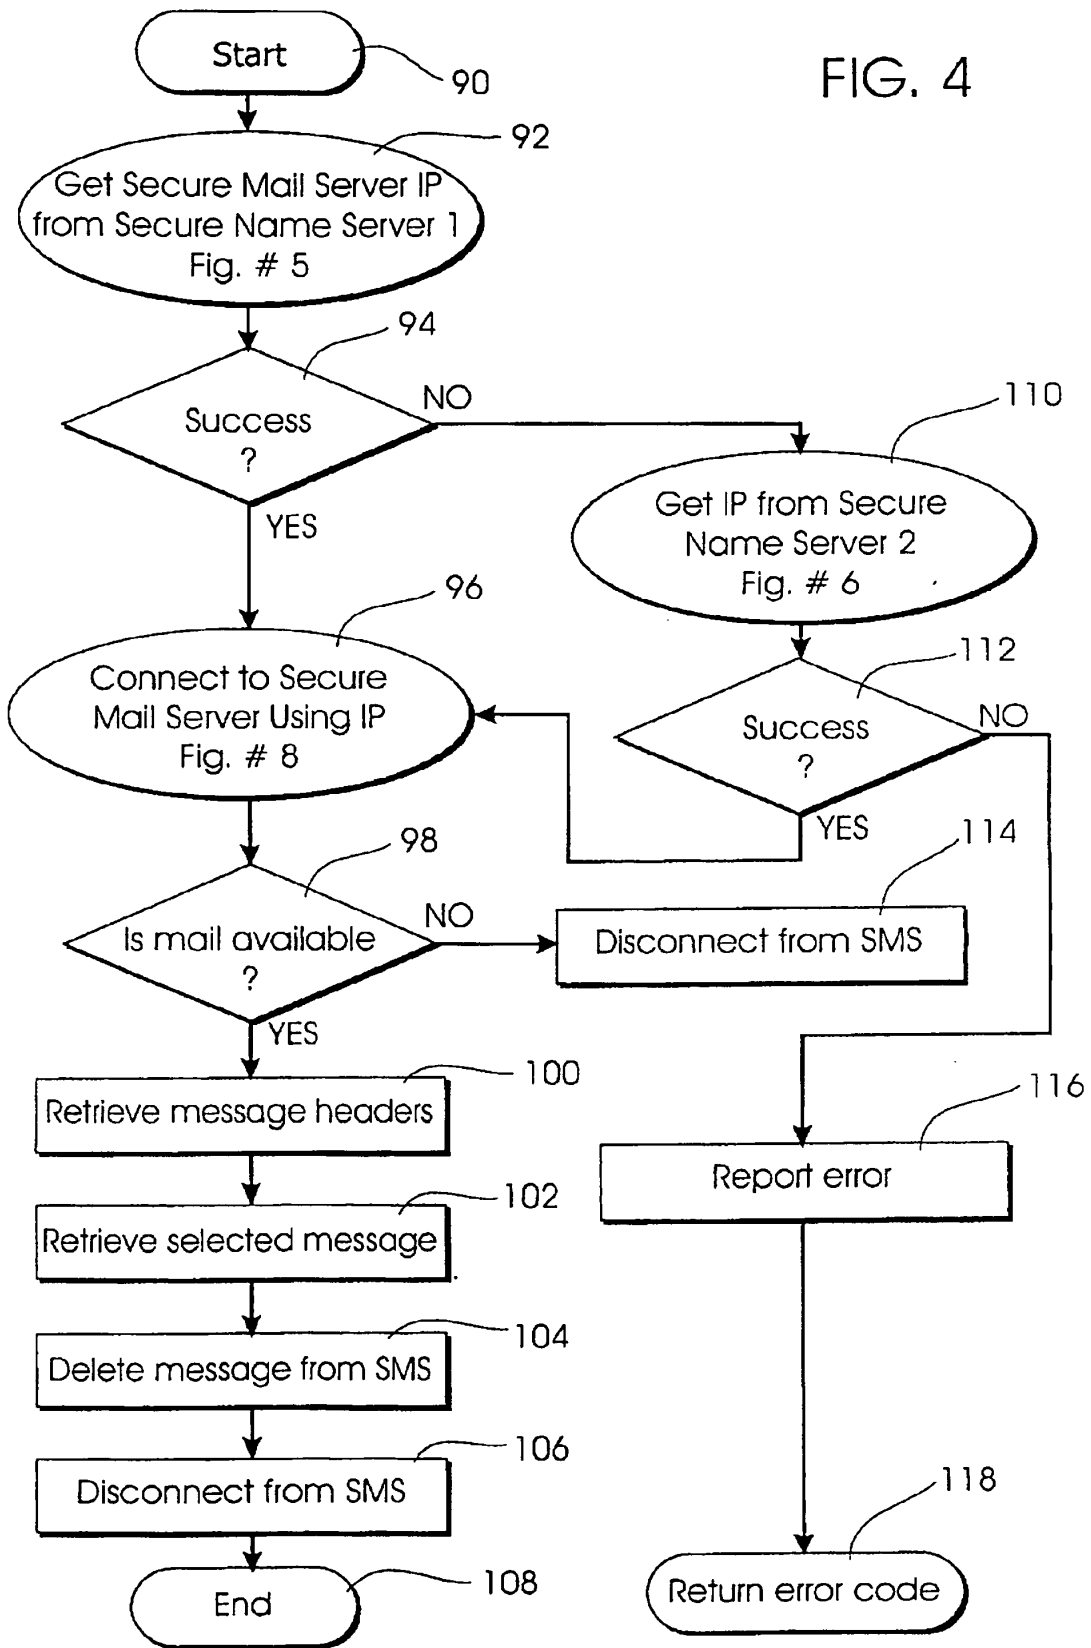 Start
90
FIG. 4
92
Get Secure Mail Server IP
from Secure Name Server 1
Fig. # 5
94
Success
?
NO
YES
110
Get IP from Secure
Name Server 2
Fig. # 6
96
Connect to Secure
Mail Server Using IP
Fig. # 8
112
Success
?
NO
YES
98
Is mail available
?
NO
YES
114
Disconnect from SMS
100
Retrieve message headers
116
Report error
102
Retrieve selected message
104
Delete message from SMS
106
Disconnect from SMS
118
Return error code
108
End